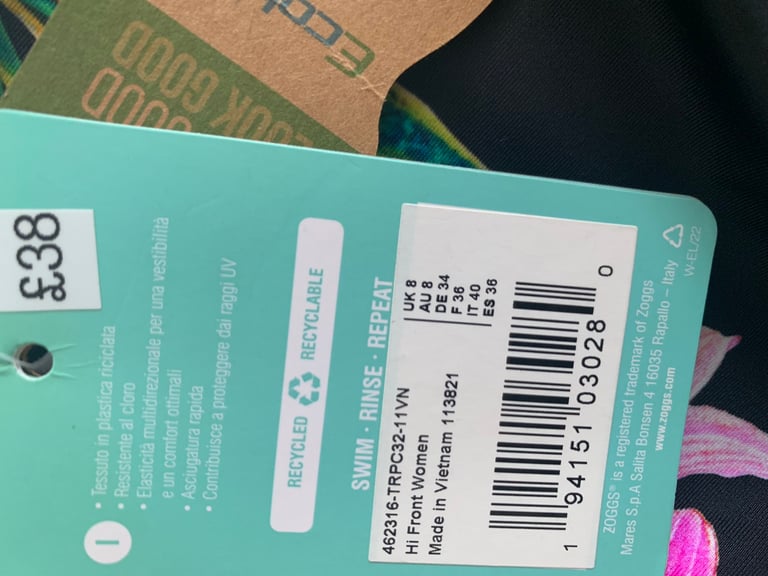 Ecolu
GOOD
LOOK GOOD
£38
I
• Tessuto in plastica riciclata
• Resistente al cloro
• Elasticità multidirezionale per una vestibilità
e un comfort ottimali
• Asciugatura rapida
• Contribuisce a proteggere dai raggi UV
RECYCLED RECYCLABLE
SWIM · RINSE · REPEAT
462316-TRPC32-11VN
Hi Front Women
Made in Vietnam 113821
UK 8
AU 8
DE 34
F 36
IT 40
ES 36
1 94151 03028 0
ZOGGS® is a registered trademark of Zoggs
Mares S.p.A Salita Bonsen 4 16035 Rapallo – Italy
www.zoggs.com
W-EL/22